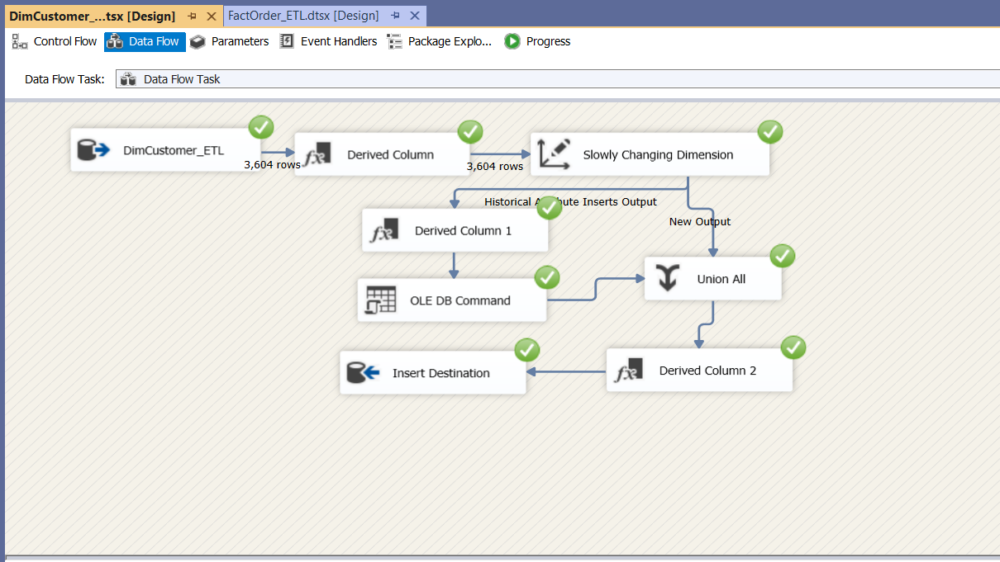 DimCustomer_...tsx [Design]
FactOrder_ETL.dtsx [Design]
Control Flow
Data Flow
Parameters
Event Handlers
Package Explo...
Progress
Data Flow Task:
Data Flow Task
DimCustomer_ETL
3,604 rows
Derived Column
3,604 rows
Slowly Changing Dimension
Historical A bute Inserts Output
New Output
Derived Column 1
Union All
OLE DB Command
Derived Column 2
Insert Destination